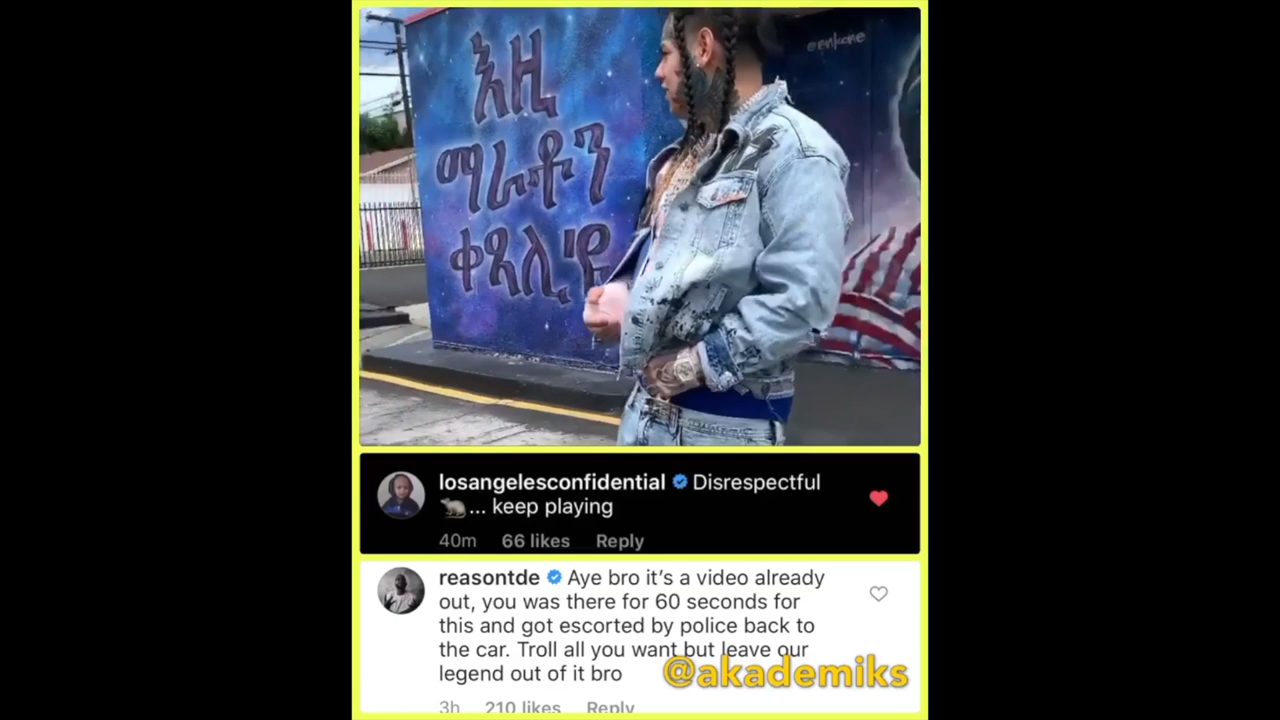 @enkone
እዚ
ማራቶን
ቀጻሊ'ዩ
losangelesconfidential Disrespectful
🐀... keep playing
40m 66 likes Reply
reasontde Aye bro it's a video already
out, you was there for 60 seconds for
this and got escorted by police back to
the car. Troll all you want but leave our
legend out of it bro
@akademiks
3h 210 likes Reply